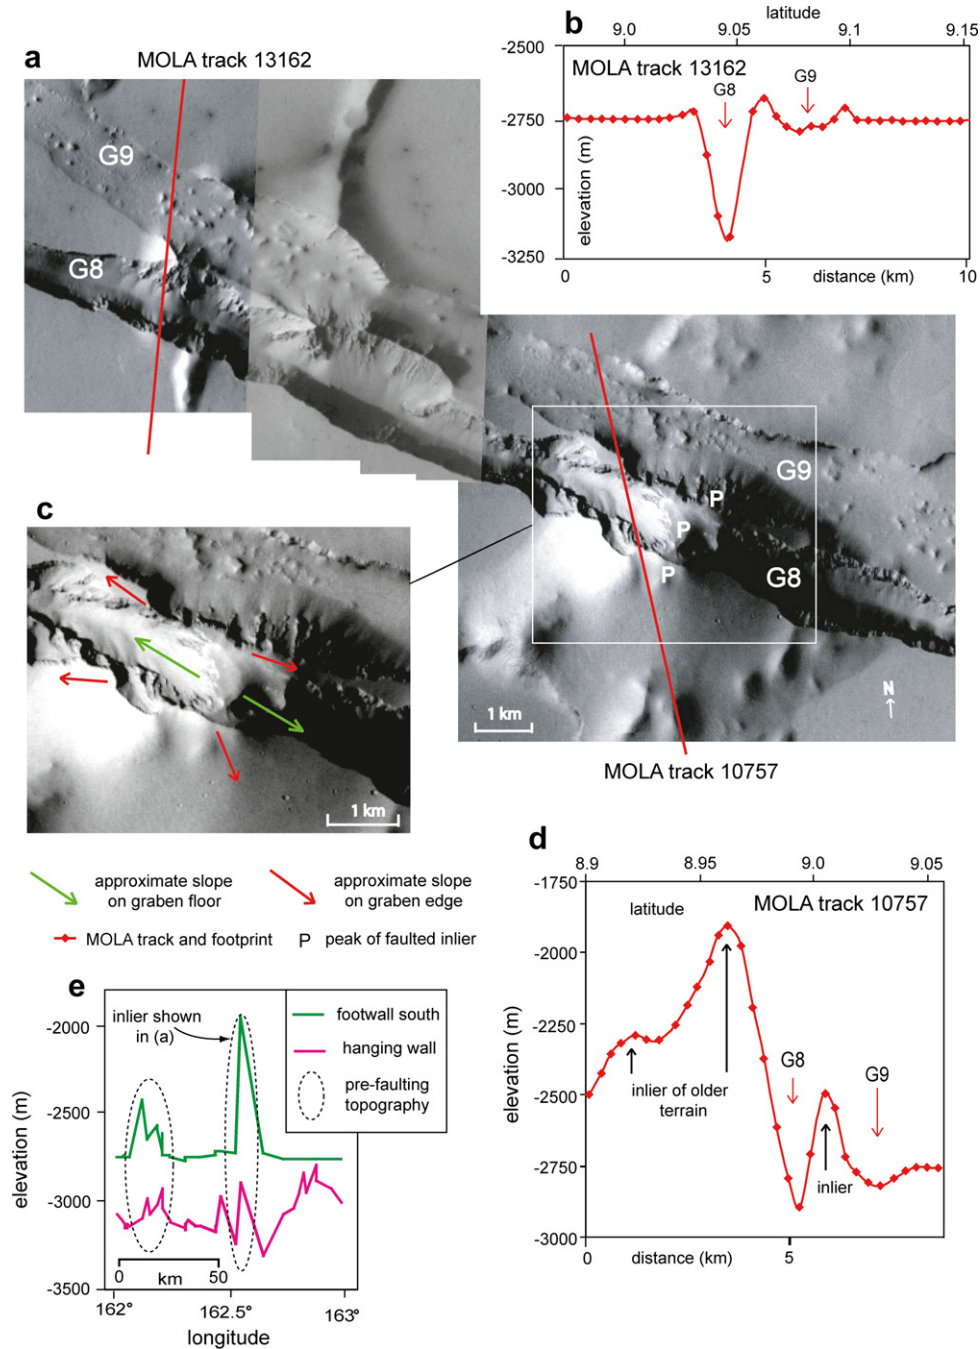 a
MOLA track 13162
G9
G8
b
latitude
9.0 9.05 9.1 9.15
MOLA track 13162
G8
G9
-2500
-2750
-3000
-3250
elevation (m)
0 5 10
distance (km)
G9
P
P
P
G8
1 km
N
MOLA track 10757
c
1 km
approximate slope
on graben floor
approximate slope
on graben edge
MOLA track and footprint
P peak of faulted inlier
d
8.9 8.95 9.0 9.05
latitude
MOLA track 10757
-1750
-2000
-2250
-2500
-2750
-3000
elevation (m)
inlier of older
terrain
G8
G9
inlier
0 5
distance (km)
e
inlier shown
in (a)
footwall south
hanging wall
pre-faulting
topography
-2000
-2500
-3000
-3500
elevation (m)
0 50
km
162° 162.5° 163°
longitude